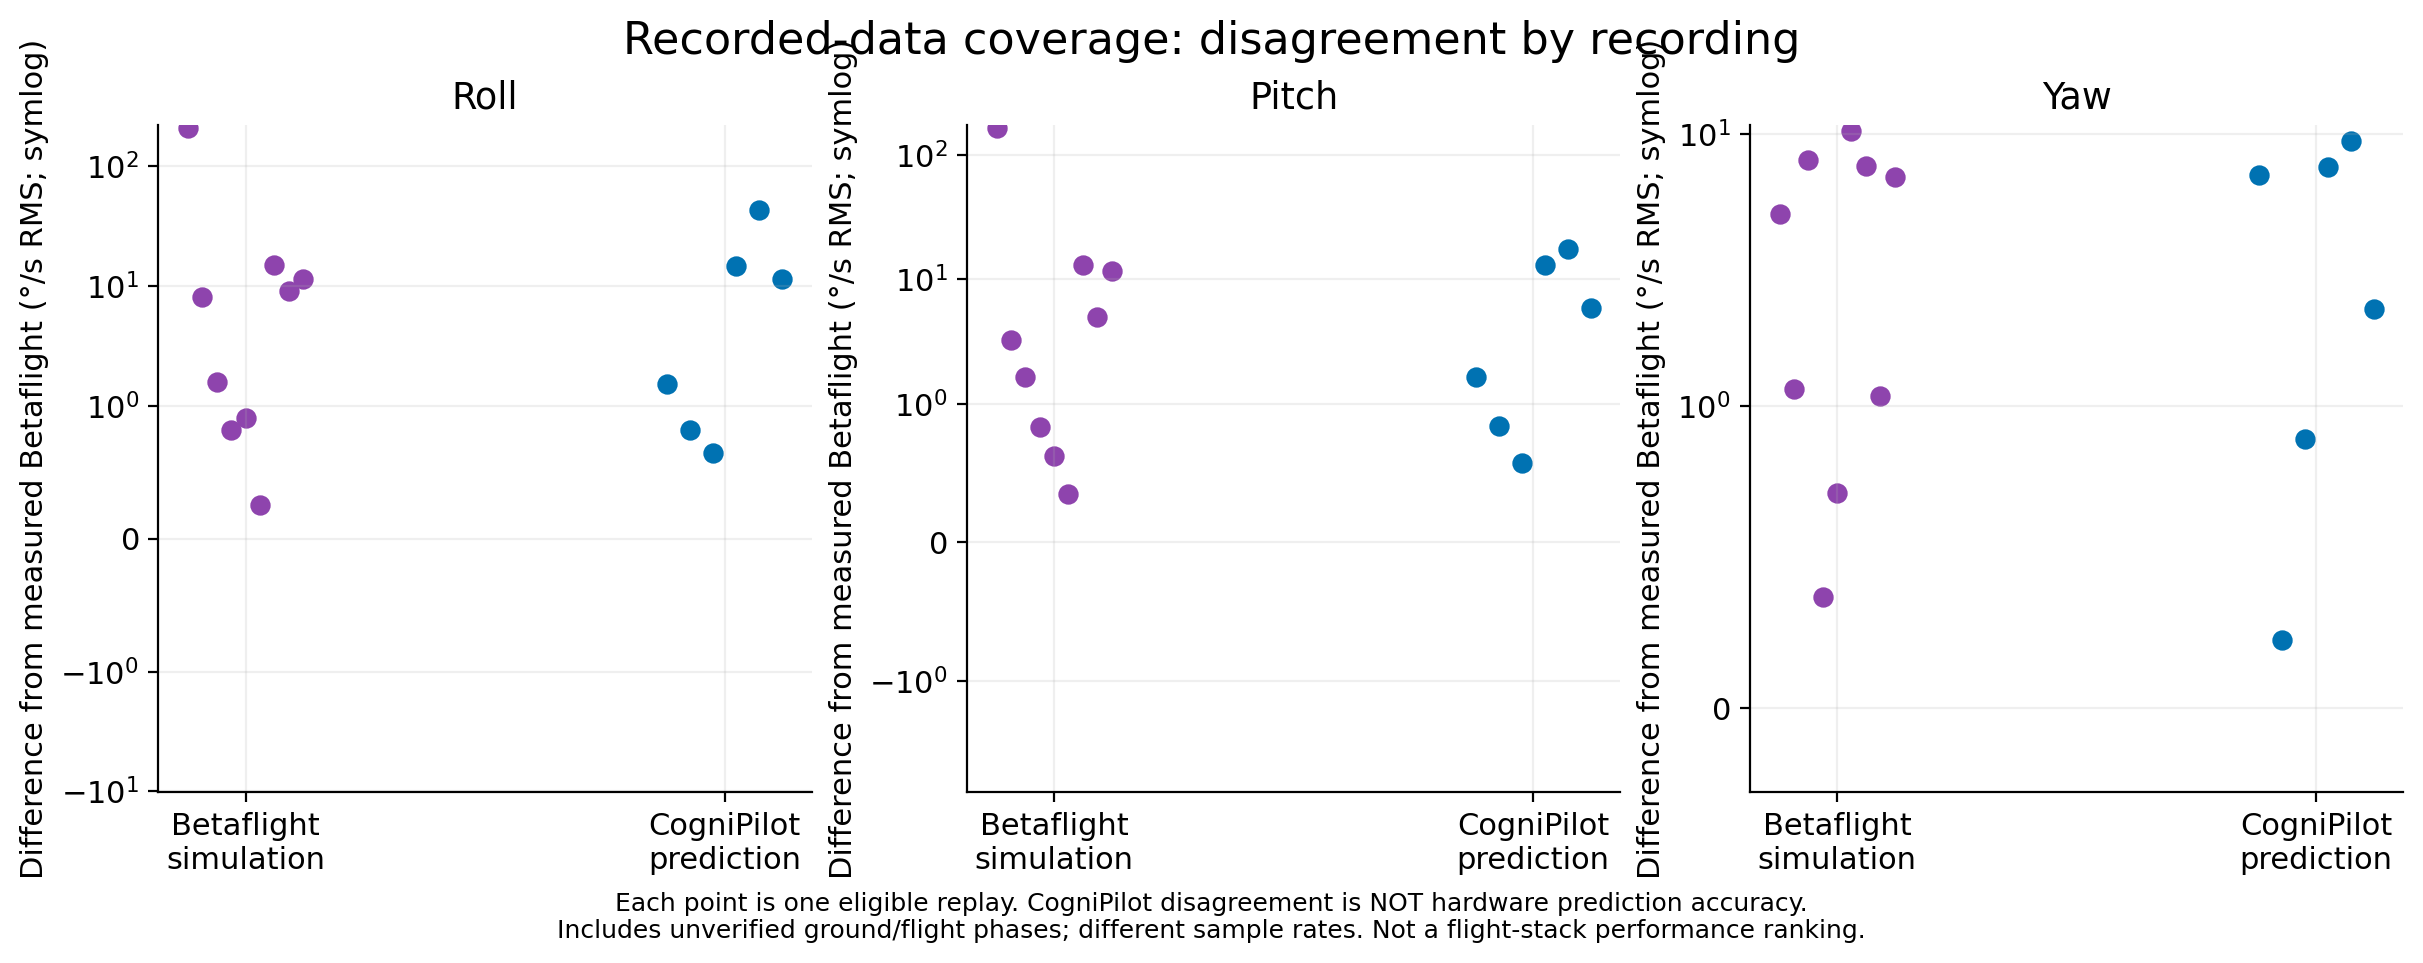 Recorded-data coverage: disagreement by recording
Roll
Difference from measured Betaflight (°/s RMS; symlog)
10²
10¹
10⁰
0
−10⁰
−10¹
Betaflight
simulation
CogniPilot
prediction
Pitch
Difference from measured Betaflight (°/s RMS; symlog)
10²
10¹
10⁰
0
−10⁰
Betaflight
simulation
CogniPilot
prediction
Yaw
Difference from measured Betaflight (°/s RMS; symlog)
10¹
10⁰
0
Betaflight
simulation
CogniPilot
prediction
Each point is one eligible replay. CogniPilot disagreement is NOT hardware prediction accuracy.
Includes unverified ground/flight phases; different sample rates. Not a flight-stack performance ranking.